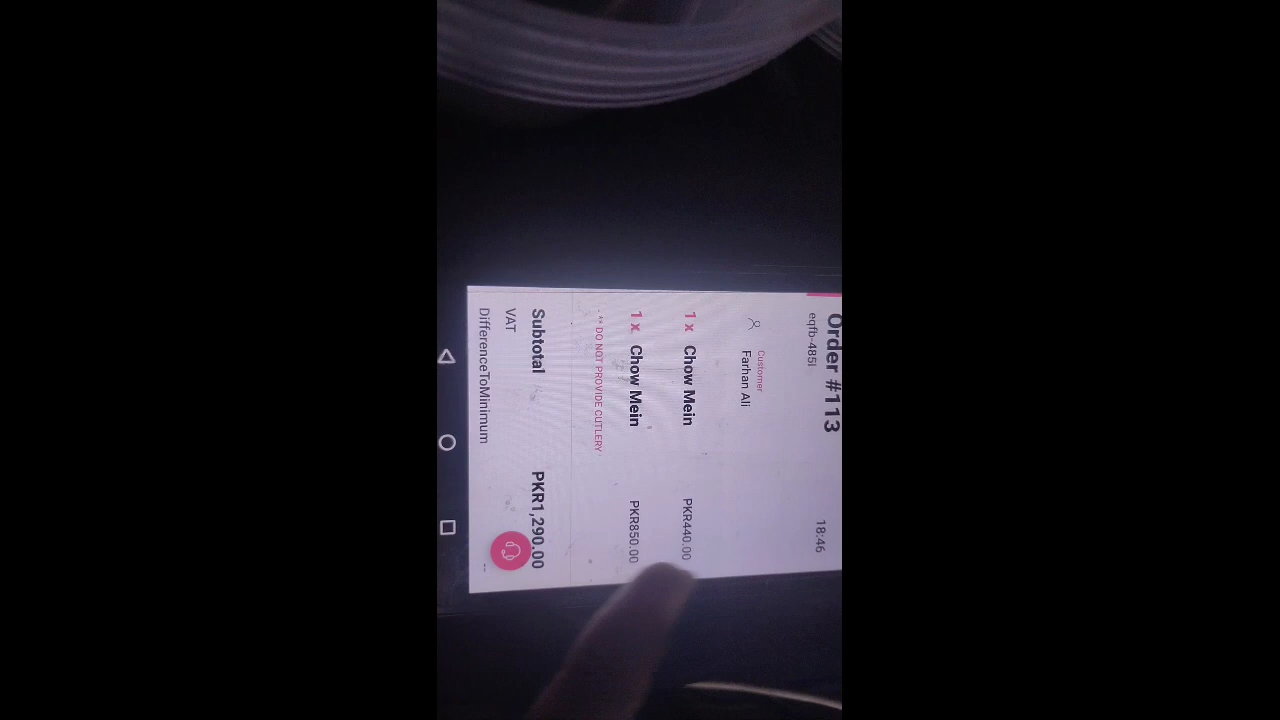 Order #113
eqfb-485l 18:46
Customer
Farhan Ali
1 x Chow Mein PKR440.00
1 x Chow Mein PKR850.00
- ** DO NOT PROVIDE CUTLERY
Subtotal PKR1,290.00
VAT
DifferenceToMinimum --